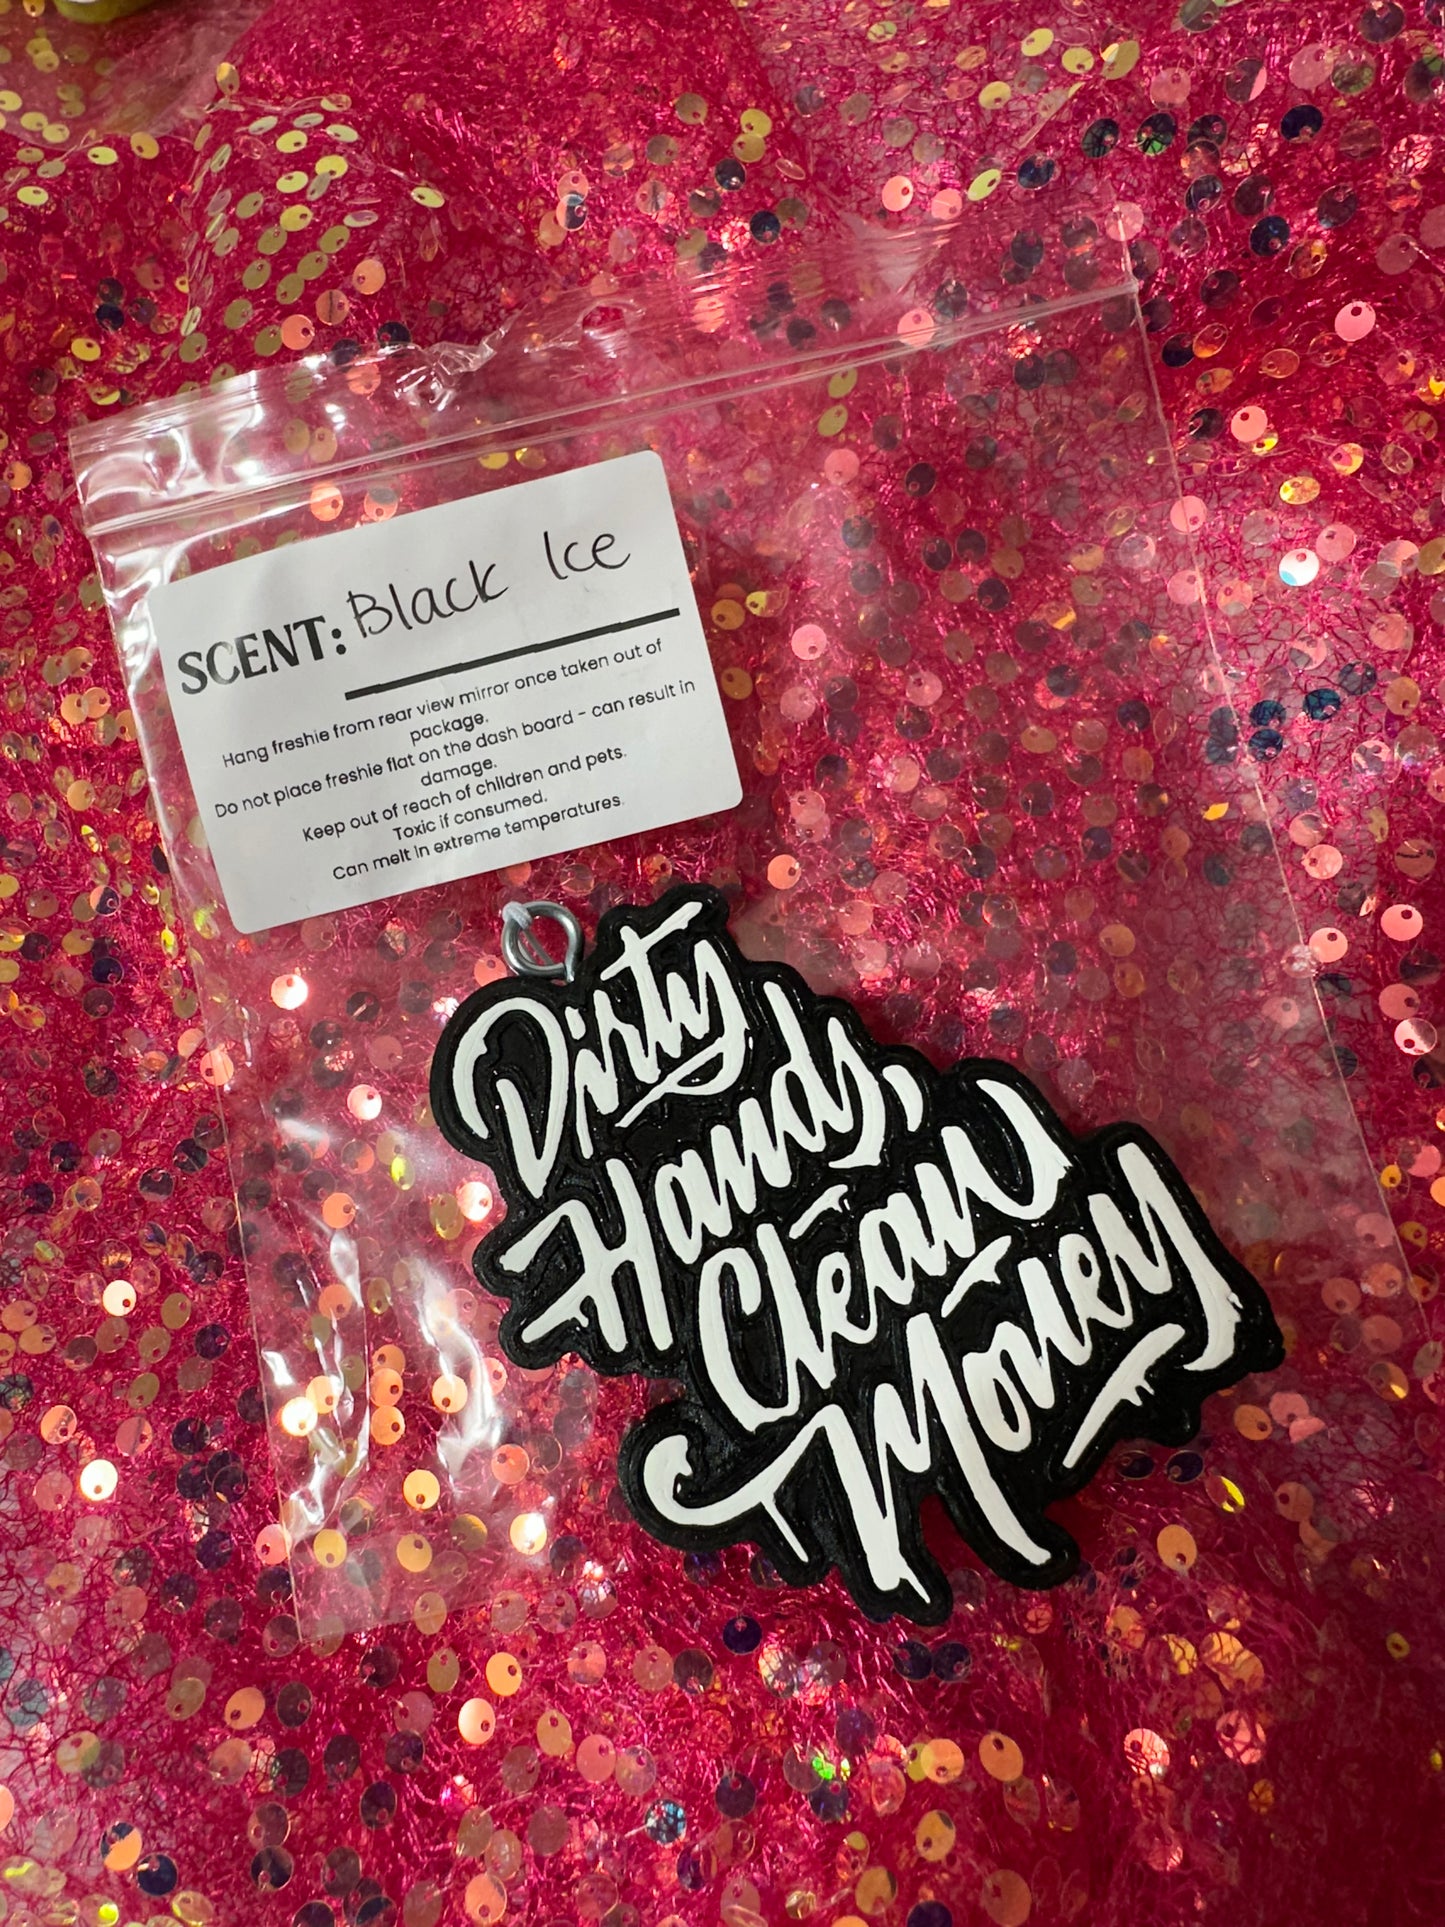 SCENT: Black Ice
Hang freshie from rear view mirror once taken out of
package.
Do not place freshie flat on the dash board - can result in
damage.
Keep out of reach of children and pets.
Toxic if consumed.
Can melt in extreme temperatures.
Dirty
Hands,
Clean
Money